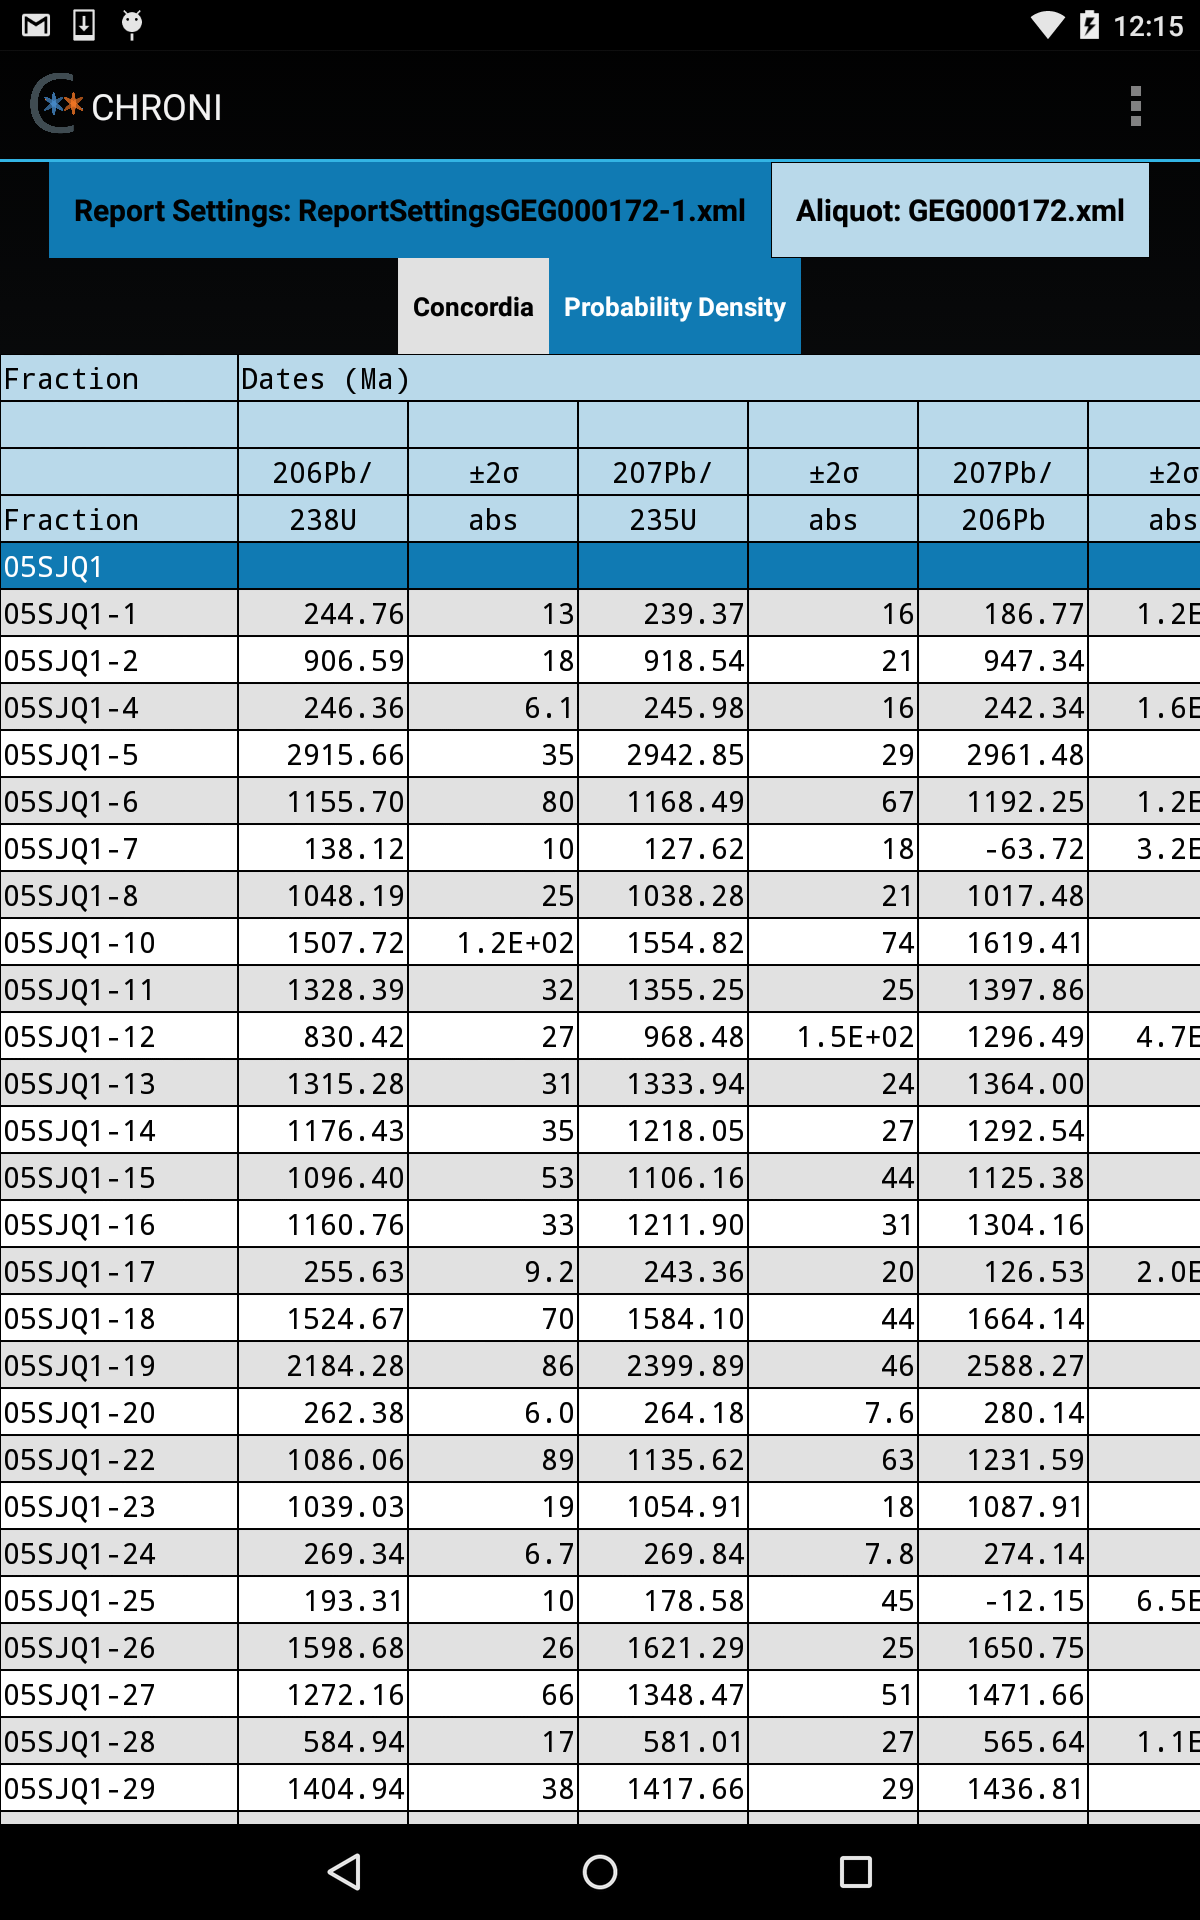 12:15
CHRONI
Report Settings: ReportSettingsGEG000172-1.xml Aliquot: GEG000172.xml
Concordia Probability Density
Fraction Dates (Ma)
206Pb/ ±2σ 207Pb/ ±2σ 207Pb/ ±2σ
Fraction 238U abs 235U abs 206Pb abs
05SJQ1
05SJQ1-1 244.76 13 239.37 16 186.77 1.2E
05SJQ1-2 906.59 18 918.54 21 947.34
05SJQ1-4 246.36 6.1 245.98 16 242.34 1.6E
05SJQ1-5 2915.66 35 2942.85 29 2961.48
05SJQ1-6 1155.70 80 1168.49 67 1192.25 1.2E
05SJQ1-7 138.12 10 127.62 18 -63.72 3.2E
05SJQ1-8 1048.19 25 1038.28 21 1017.48
05SJQ1-10 1507.72 1.2E+02 1554.82 74 1619.41
05SJQ1-11 1328.39 32 1355.25 25 1397.86
05SJQ1-12 830.42 27 968.48 1.5E+02 1296.49 4.7E
05SJQ1-13 1315.28 31 1333.94 24 1364.00
05SJQ1-14 1176.43 35 1218.05 27 1292.54
05SJQ1-15 1096.40 53 1106.16 44 1125.38
05SJQ1-16 1160.76 33 1211.90 31 1304.16
05SJQ1-17 255.63 9.2 243.36 20 126.53 2.0E
05SJQ1-18 1524.67 70 1584.10 44 1664.14
05SJQ1-19 2184.28 86 2399.89 46 2588.27
05SJQ1-20 262.38 6.0 264.18 7.6 280.14
05SJQ1-22 1086.06 89 1135.62 63 1231.59
05SJQ1-23 1039.03 19 1054.91 18 1087.91
05SJQ1-24 269.34 6.7 269.84 7.8 274.14
05SJQ1-25 193.31 10 178.58 45 -12.15 6.5E
05SJQ1-26 1598.68 26 1621.29 25 1650.75
05SJQ1-27 1272.16 66 1348.47 51 1471.66
05SJQ1-28 584.94 17 581.01 27 565.64 1.1E
05SJQ1-29 1404.94 38 1417.66 29 1436.81